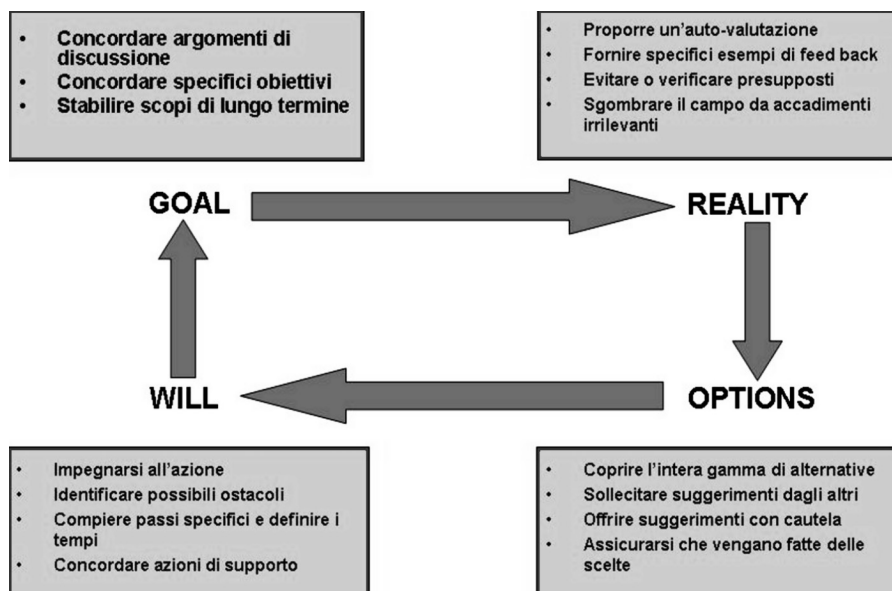 • Concordare argomenti di
discussione
• Concordare specifici obiettivi
• Stabilire scopi di lungo termine
• Proporre un'auto-valutazione
• Fornire specifici esempi di feed back
• Evitare o verificare presupposti
• Sgombrare il campo da accadimenti
irrilevanti
GOAL
REALITY
WILL
OPTIONS
• Impegnarsi all'azione
• Identificare possibili ostacoli
• Compiere passi specifici e definire i
tempi
• Concordare azioni di supporto
• Coprire l'intera gamma di alternative
• Sollecitare suggerimenti dagli altri
• Offrire suggerimenti con cautela
• Assicurarsi che vengano fatte delle
scelte